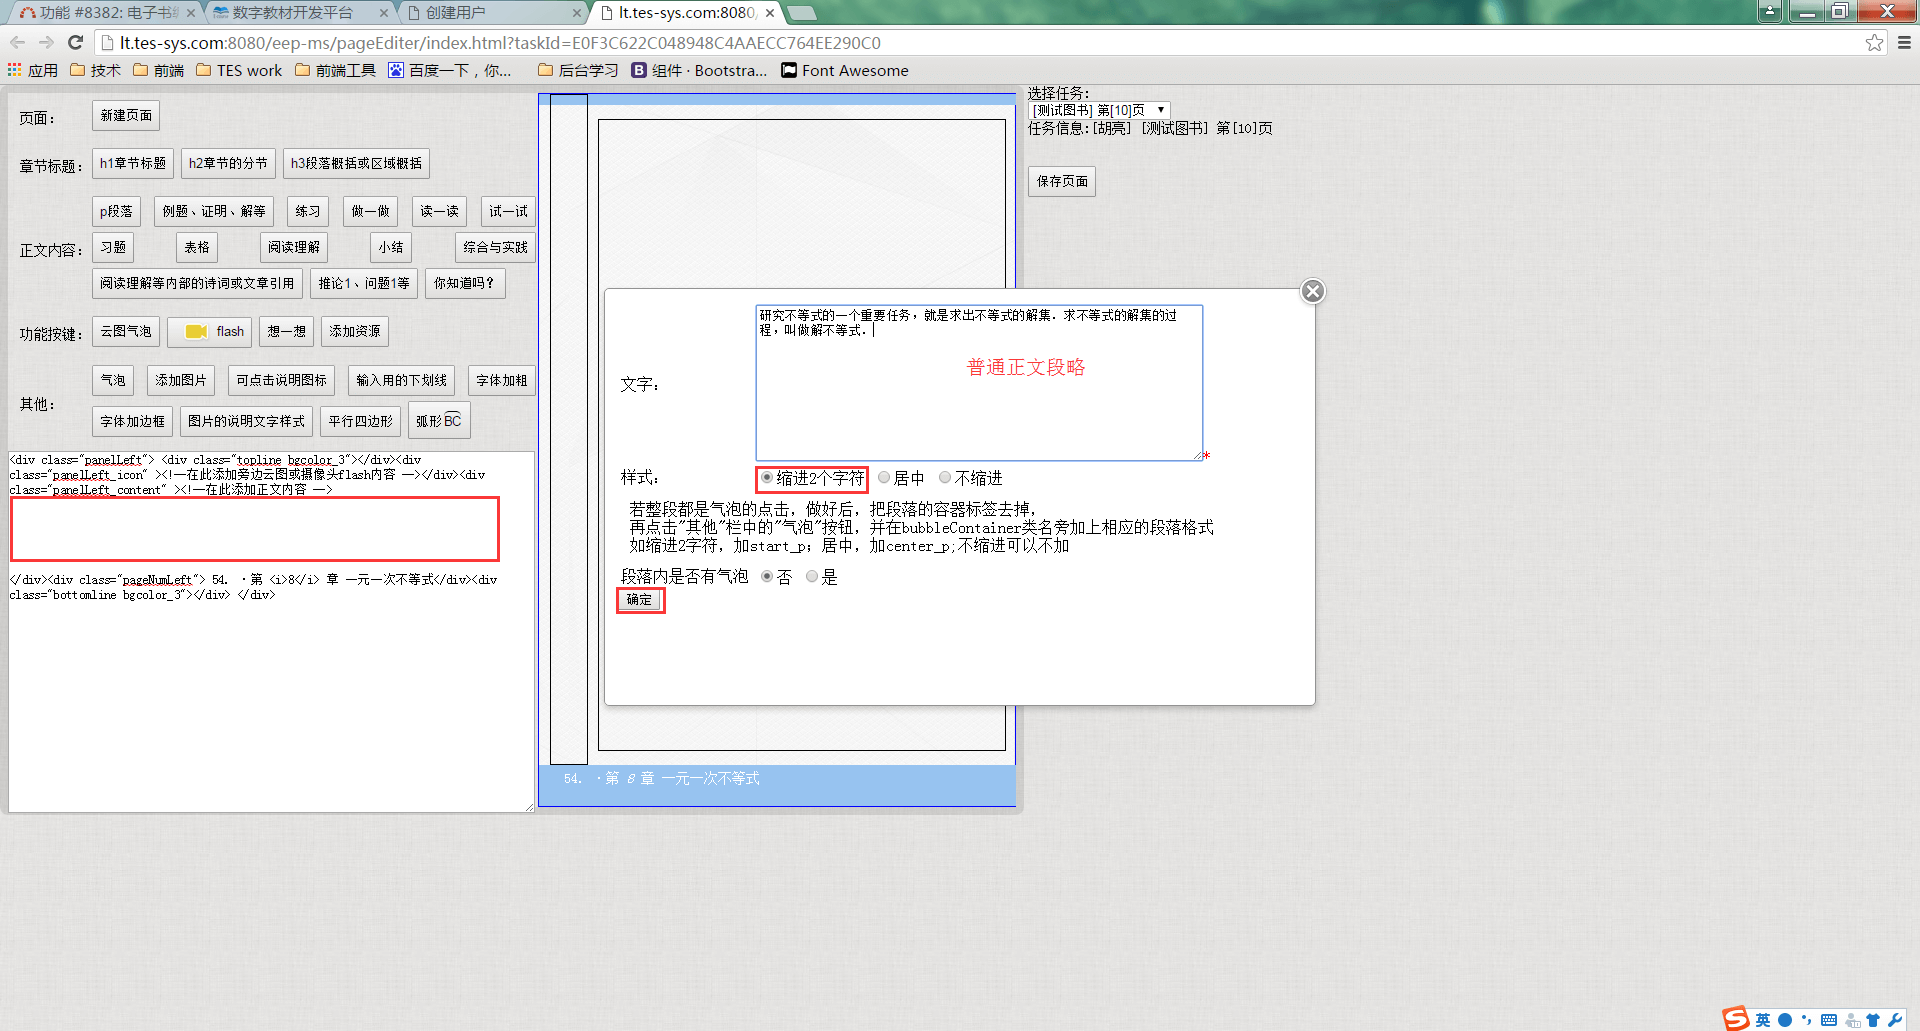 功能 #8382: 电子书纟
数字教材开发平台
创建用户
lt.tes-sys.com:8080,
lt.tes-sys.com:8080/eep-ms/pageEditer/index.html?taskId=E0F3C622C048948C4AAECC764EE290C0
应用 技术 前端 TES work 前端工具 百度一下，你... 后台学习 组件 · Bootstra... Font Awesome
页面： 新建页面
章节标题： h1章节标题 h2章节的分节 h3段落概括或区域概括
p段落 例题、证明、解等 练习 做一做 读一读 试一试
正文内容： 习题 表格 阅读理解 小结 综合与实践
阅读理解等内部的诗词或文章引用 推论1、问题1等 你知道吗？
功能按键： 云图气泡 flash 想一想 添加资源
气泡 添加图片 可点击说明图标 输入用的下划线 字体加粗
其他：
字体加边框 图片的说明文字样式 平行四边形 弧形BC
<div class="panelLeft"> <div class="topline bgcolor_3"></div><div
class="panelLeft_icon" ><!—在此添加旁边云图或摄像头flash内容 —></div><div
class="panelLeft_content" ><!—在此添加正文内容 —>
</div><div class="pageNumLeft"> 54. ·第 <i>8</i> 章 一元一次不等式</div><div
class="bottomline bgcolor_3"></div> </div>
54. ·第 8 章 一元一次不等式
选择任务：
[测试图书] 第[10]页
任务信息:[胡亮] [测试图书] 第[10]页
保存页面
研究不等式的一个重要任务，就是求出不等式的解集．求不等式的解集的过
程，叫做解不等式．
普通正文段略
文字：
*
样式： 缩进2个字符 居中 不缩进
若整段都是气泡的点击，做好后，把段落的容器标签去掉，
再点击"其他"栏中的"气泡"按钮，并在bubbleContainer类名旁加上相应的段落格式
如缩进2字符，加start_p；居中，加center_p;不缩进可以不加
段落内是否有气泡 否 是
确定
英